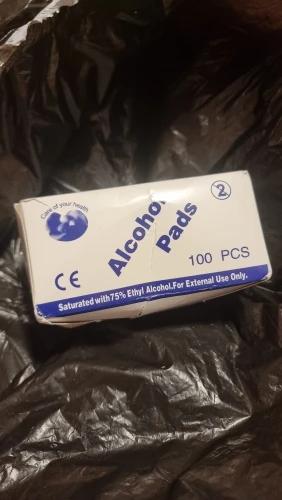 Care of your health
②
Alcohol
Pads
100 PCS
CE
Saturated with 75% Ethyl Alcohol.For External Use Only.